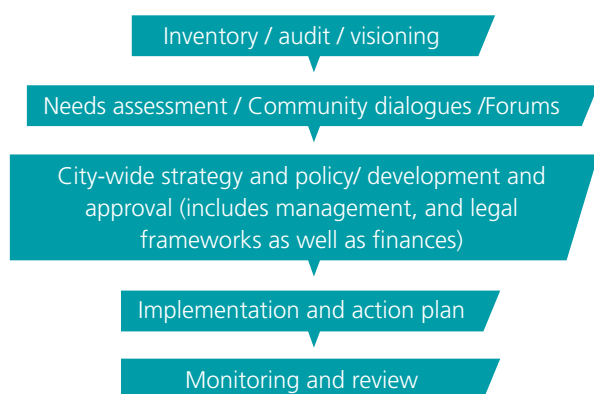 Inventory / audit / visioning
Needs assessment / Community dialogues /Forums
City-wide strategy and policy/ development and
approval (includes management, and legal
frameworks as well as finances)
Implementation and action plan
Monitoring and review